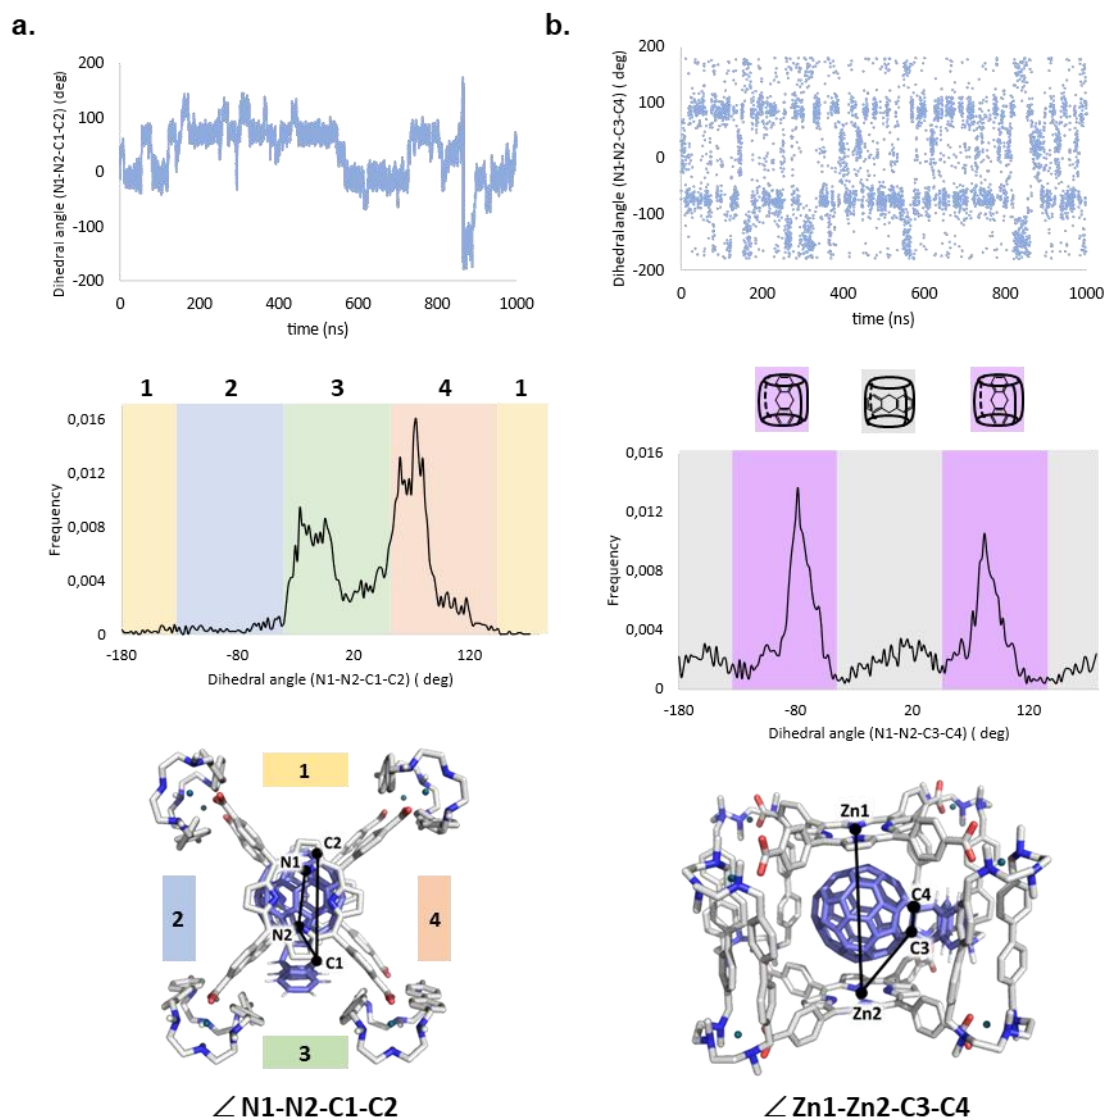 a.
200
100
0
-100
-200
Dihedral angle (N1-N2-C1-C2) (deg)
0 200 400 600 800 1000
time (ns)
1 2 3 4 1
0,016
0,012
0,008
0,004
0
Frequency
-180 -80 20 120
Dihedral angle (N1-N2-C1-C2) ( deg)
1
2
4
3
C2
N1
N2
C1
∠ N1-N2-C1-C2
b.
200
100
0
-100
-200
Dihedral angle (N1-N2-C3-C4) ( deg)
0 200 400 600 800 1000
time (ns)
0,016
0,012
0,008
0,004
0
Frequency
-180 -80 20 120
Dihedral angle (N1-N2-C3-C4) ( deg)
Zn1
C4
C3
Zn2
∠ Zn1-Zn2-C3-C4